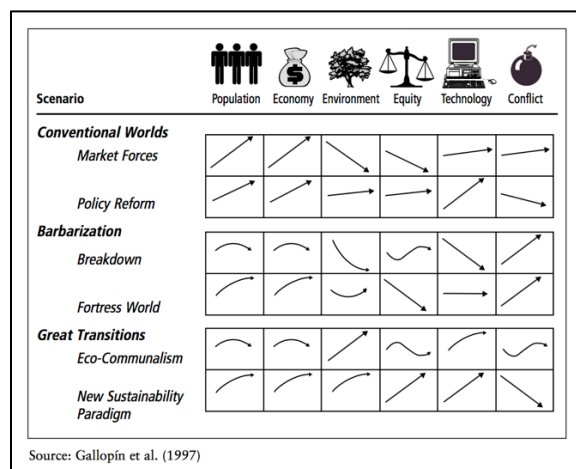 $
Scenario Population Economy Environment Equity Technology Conflict
Conventional Worlds
Market Forces
Policy Reform
Barbarization
Breakdown
Fortress World
Great Transitions
Eco-Communalism
New Sustainability
Paradigm
Source: Gallopín et al. (1997)